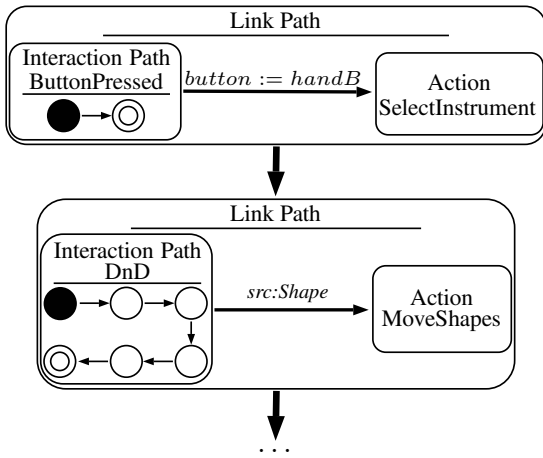 Link Path
Interaction Path
ButtonPressed
button := handB
Action
SelectInstrument
Link Path
Interaction Path
DnD
src:Shape
Action
MoveShapes
...